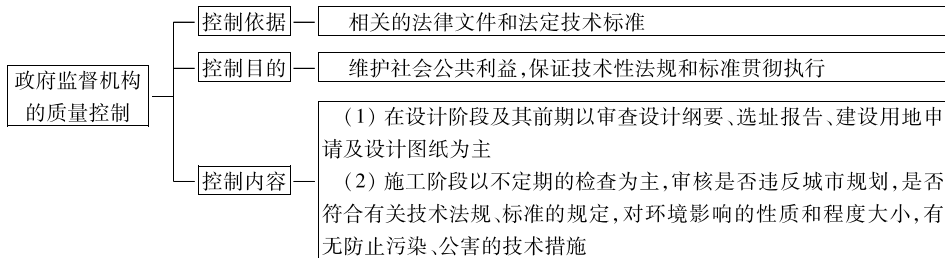 政府监督机构
的质量控制
控制依据
相关的法律文件和法定技术标准
控制目的
维护社会公共利益,保证技术性法规和标准贯彻执行
控制内容
(1) 在设计阶段及其前期以审查设计纲要、选址报告、建设用地申
请及设计图纸为主
(2) 施工阶段以不定期的检查为主,审核是否违反城市规划,是否
符合有关技术法规、标准的规定,对环境影响的性质和程度大小,有
无防止污染、公害的技术措施